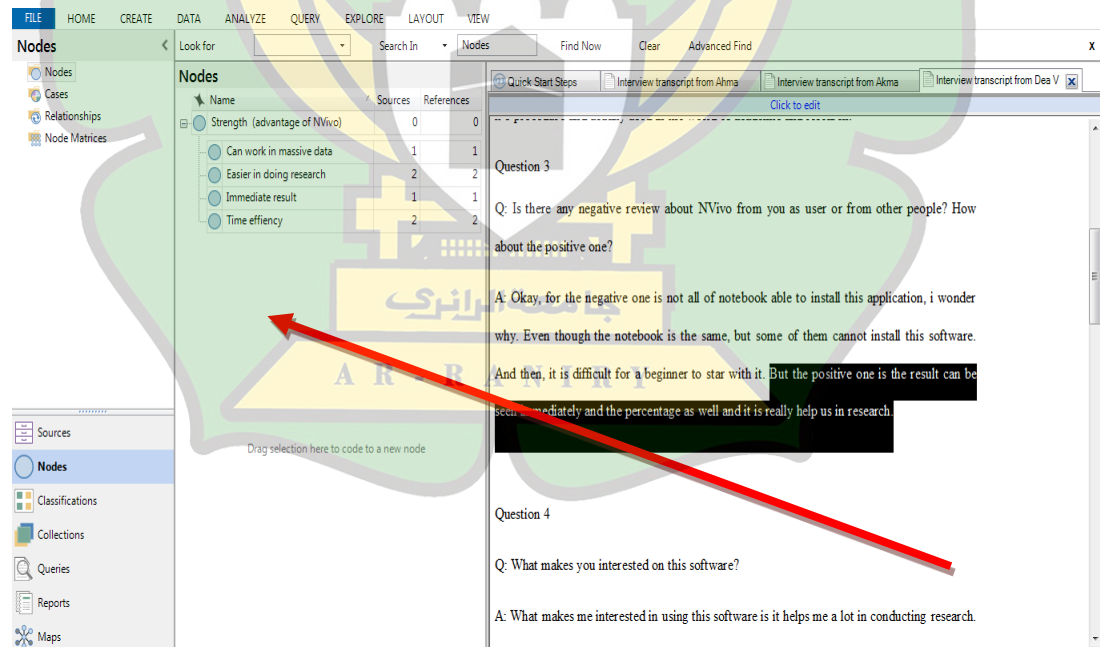 FILE HOME CREATE DATA ANALYZE QUERY EXPLORE LAYOUT VIEW
Nodes
Look for Search In Nodes Find Now Clear Advanced Find x
Nodes
Cases
Relationships
Node Matrices
Sources
Nodes
Classifications
Collections
Queries
Reports
Maps
Nodes
Name Sources References
Strength (advantage of NVivo) 0 0
Can work in massive data 1 1
Easier in doing research 2 2
Immediate result 1 1
Time effiency 2 2
Drag selection here to code to a new node
Quick Start Steps Interview transcript from Ahma Interview transcript from Akma Interview transcript from Dea V
Click to edit
Question 3
Q: Is there any negative review about NVivo from you as user or from other people? How
about the positive one?
A: Okay, for the negative one is not all of notebook able to install this application, i wonder
why. Even though the notebook is the same, but some of them cannot install this software.
And then, it is difficult for a beginner to star with it. But the positive one is the result can be
seen immediately and the percentage as well and it is really help us in research.
Question 4
Q: What makes you interested on this software?
A: What makes me interested in using this software is it helps me a lot in conducting research.
جامعة الرانري
AR-RANIRY